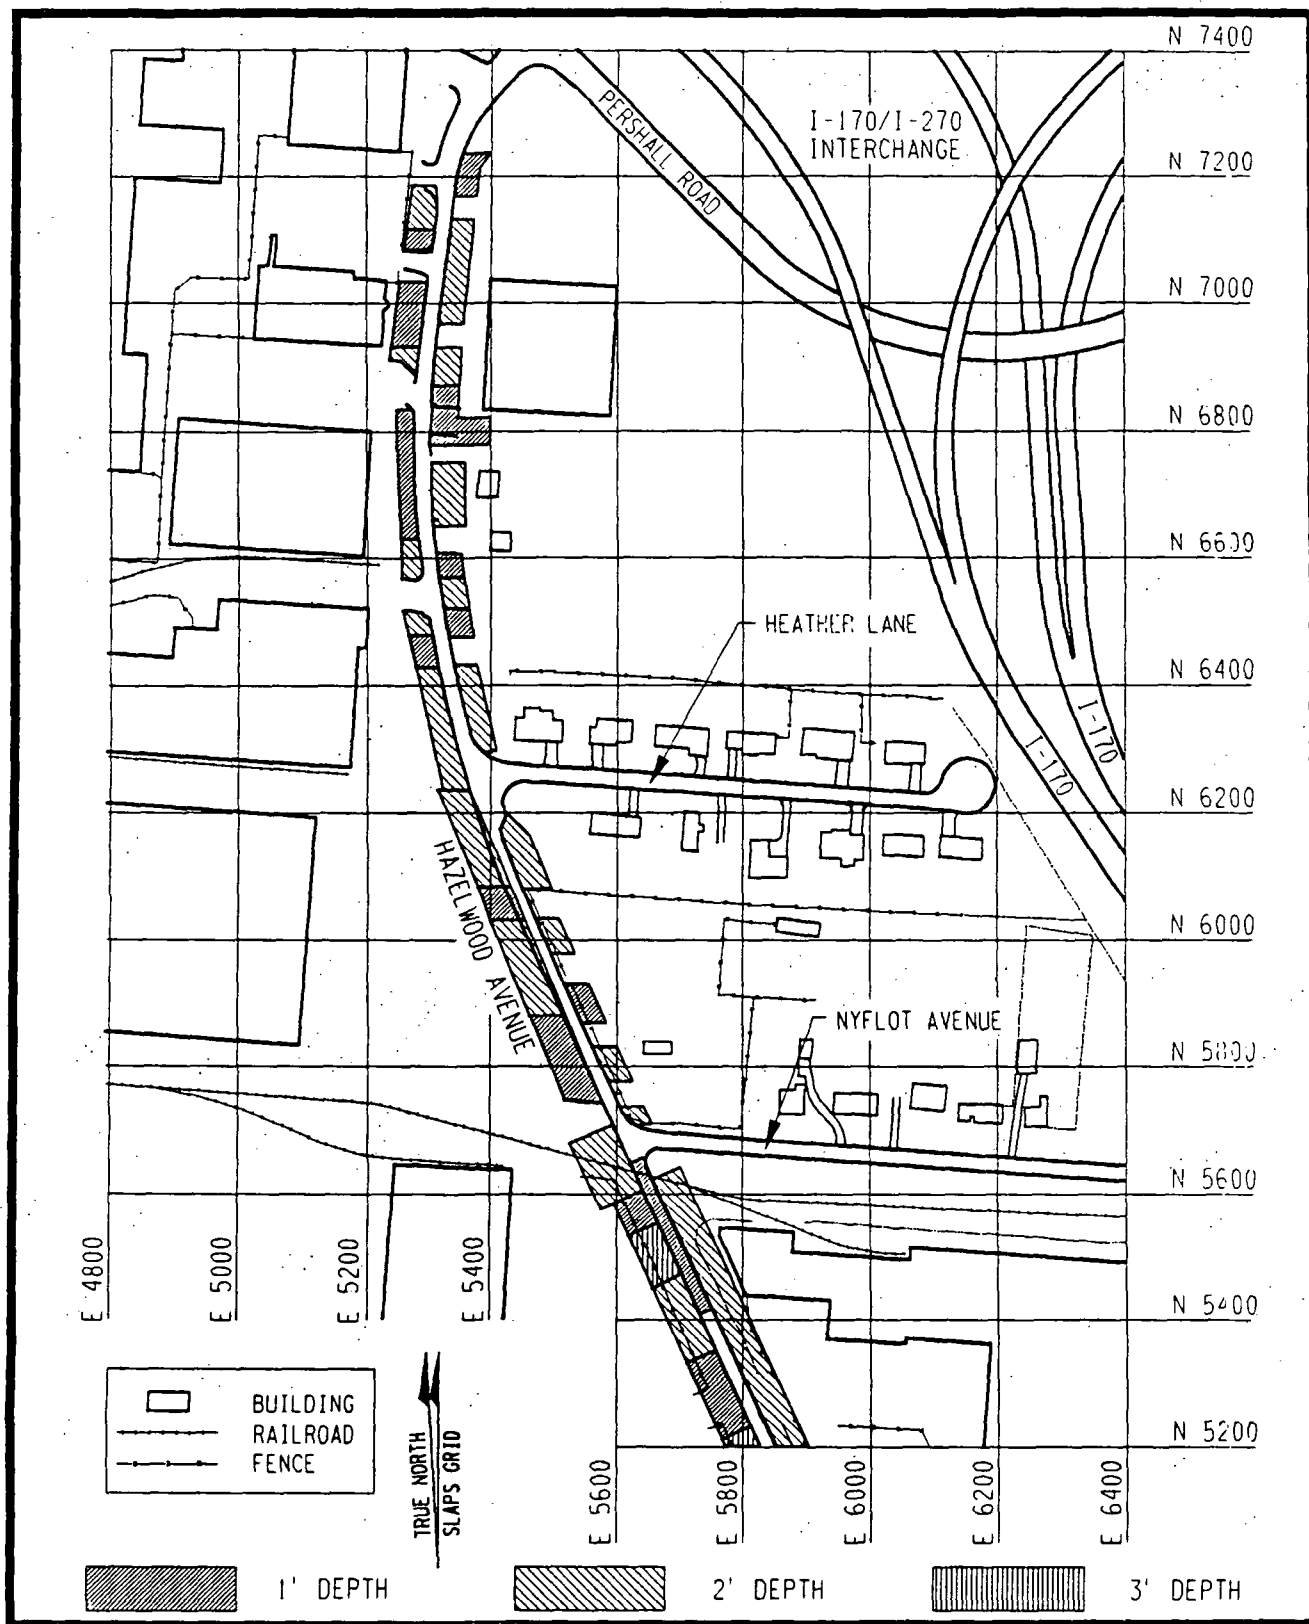 N 7400
I-170/I-270
INTERCHANGE
PERSHALL ROAD
N 7200
N 7000
N 6800
N 6600
HEATHER LANE
N 6400
I-170
I-170
N 6200
HAZELWOOD AVENUE
N 6000
NYFLOT AVENUE
N 5800
N 5600
E 4800
E 5000
E 5200
E 5400
N 5400
BUILDING
RAILROAD
FENCE
TRUE NORTH
SLAPS GRID
N 5200
E 5600
E 5800
E 6000
E 6200
E 6400
1' DEPTH
2' DEPTH
3' DEPTH